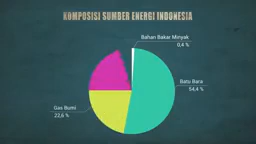 KOMPOSISI SUMBER ENERGI INDONESIA
Bahan Bakar Minyak
0,4 %
Batu Bara
54,4 %
Gas Bumi
22,6 %